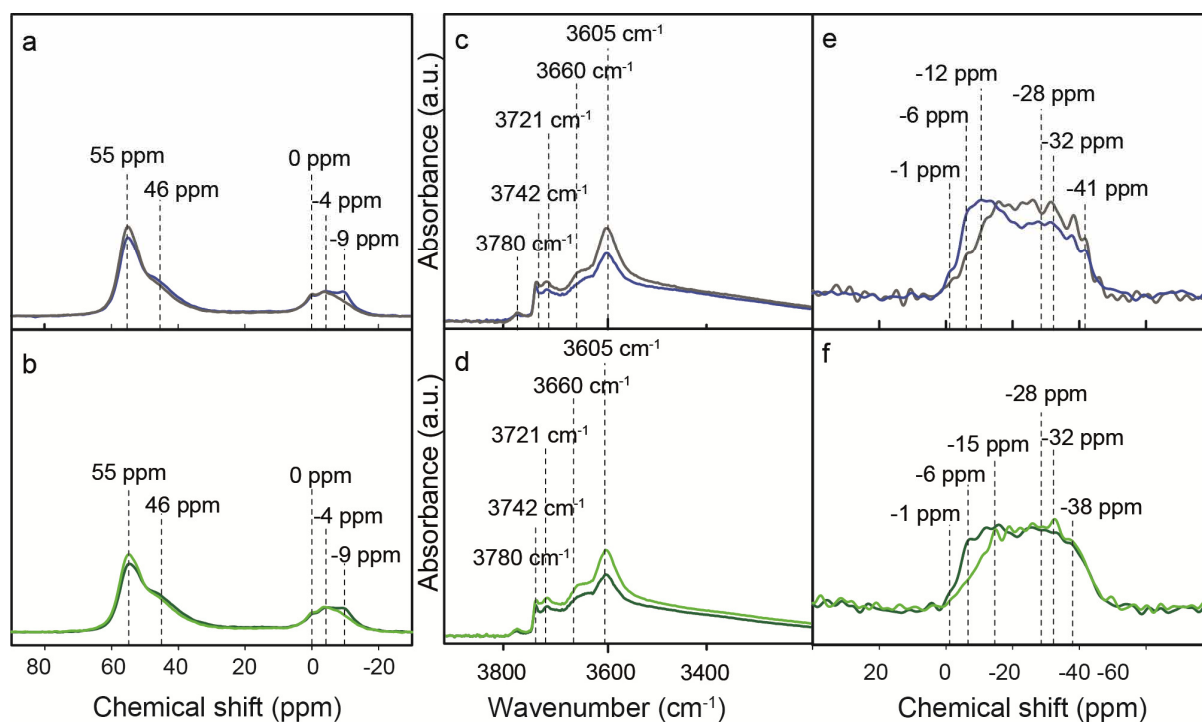 a
55 ppm
46 ppm
0 ppm
-4 ppm
-9 ppm
b
55 ppm
46 ppm
0 ppm
-4 ppm
-9 ppm
80 60 40 20 0 -20
Chemical shift (ppm)
Absorbance (a.u.)
c
3605 cm⁻¹
3660 cm⁻¹
3721 cm⁻¹
3742 cm⁻¹
3780 cm⁻¹
Absorbance (a.u.)
d
3605 cm⁻¹
3660 cm⁻¹
3721 cm⁻¹
3742 cm⁻¹
3780 cm⁻¹
3800 3600 3400
Wavenumber (cm⁻¹)
e
-12 ppm
-28 ppm
-6 ppm
-32 ppm
-1 ppm
-41 ppm
20 0 -20 -40 -60
f
-28 ppm
-15 ppm
-32 ppm
-6 ppm
-1 ppm
-38 ppm
20 0 -20 -40 -60
Chemical shift (ppm)